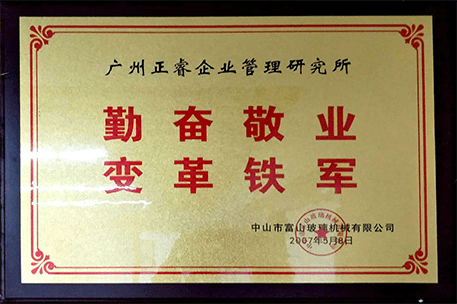 广州正睿企业管理研究所
勤奋敬业
变革铁军
中山市富山玻璃机械有限公司
2007年5月8日